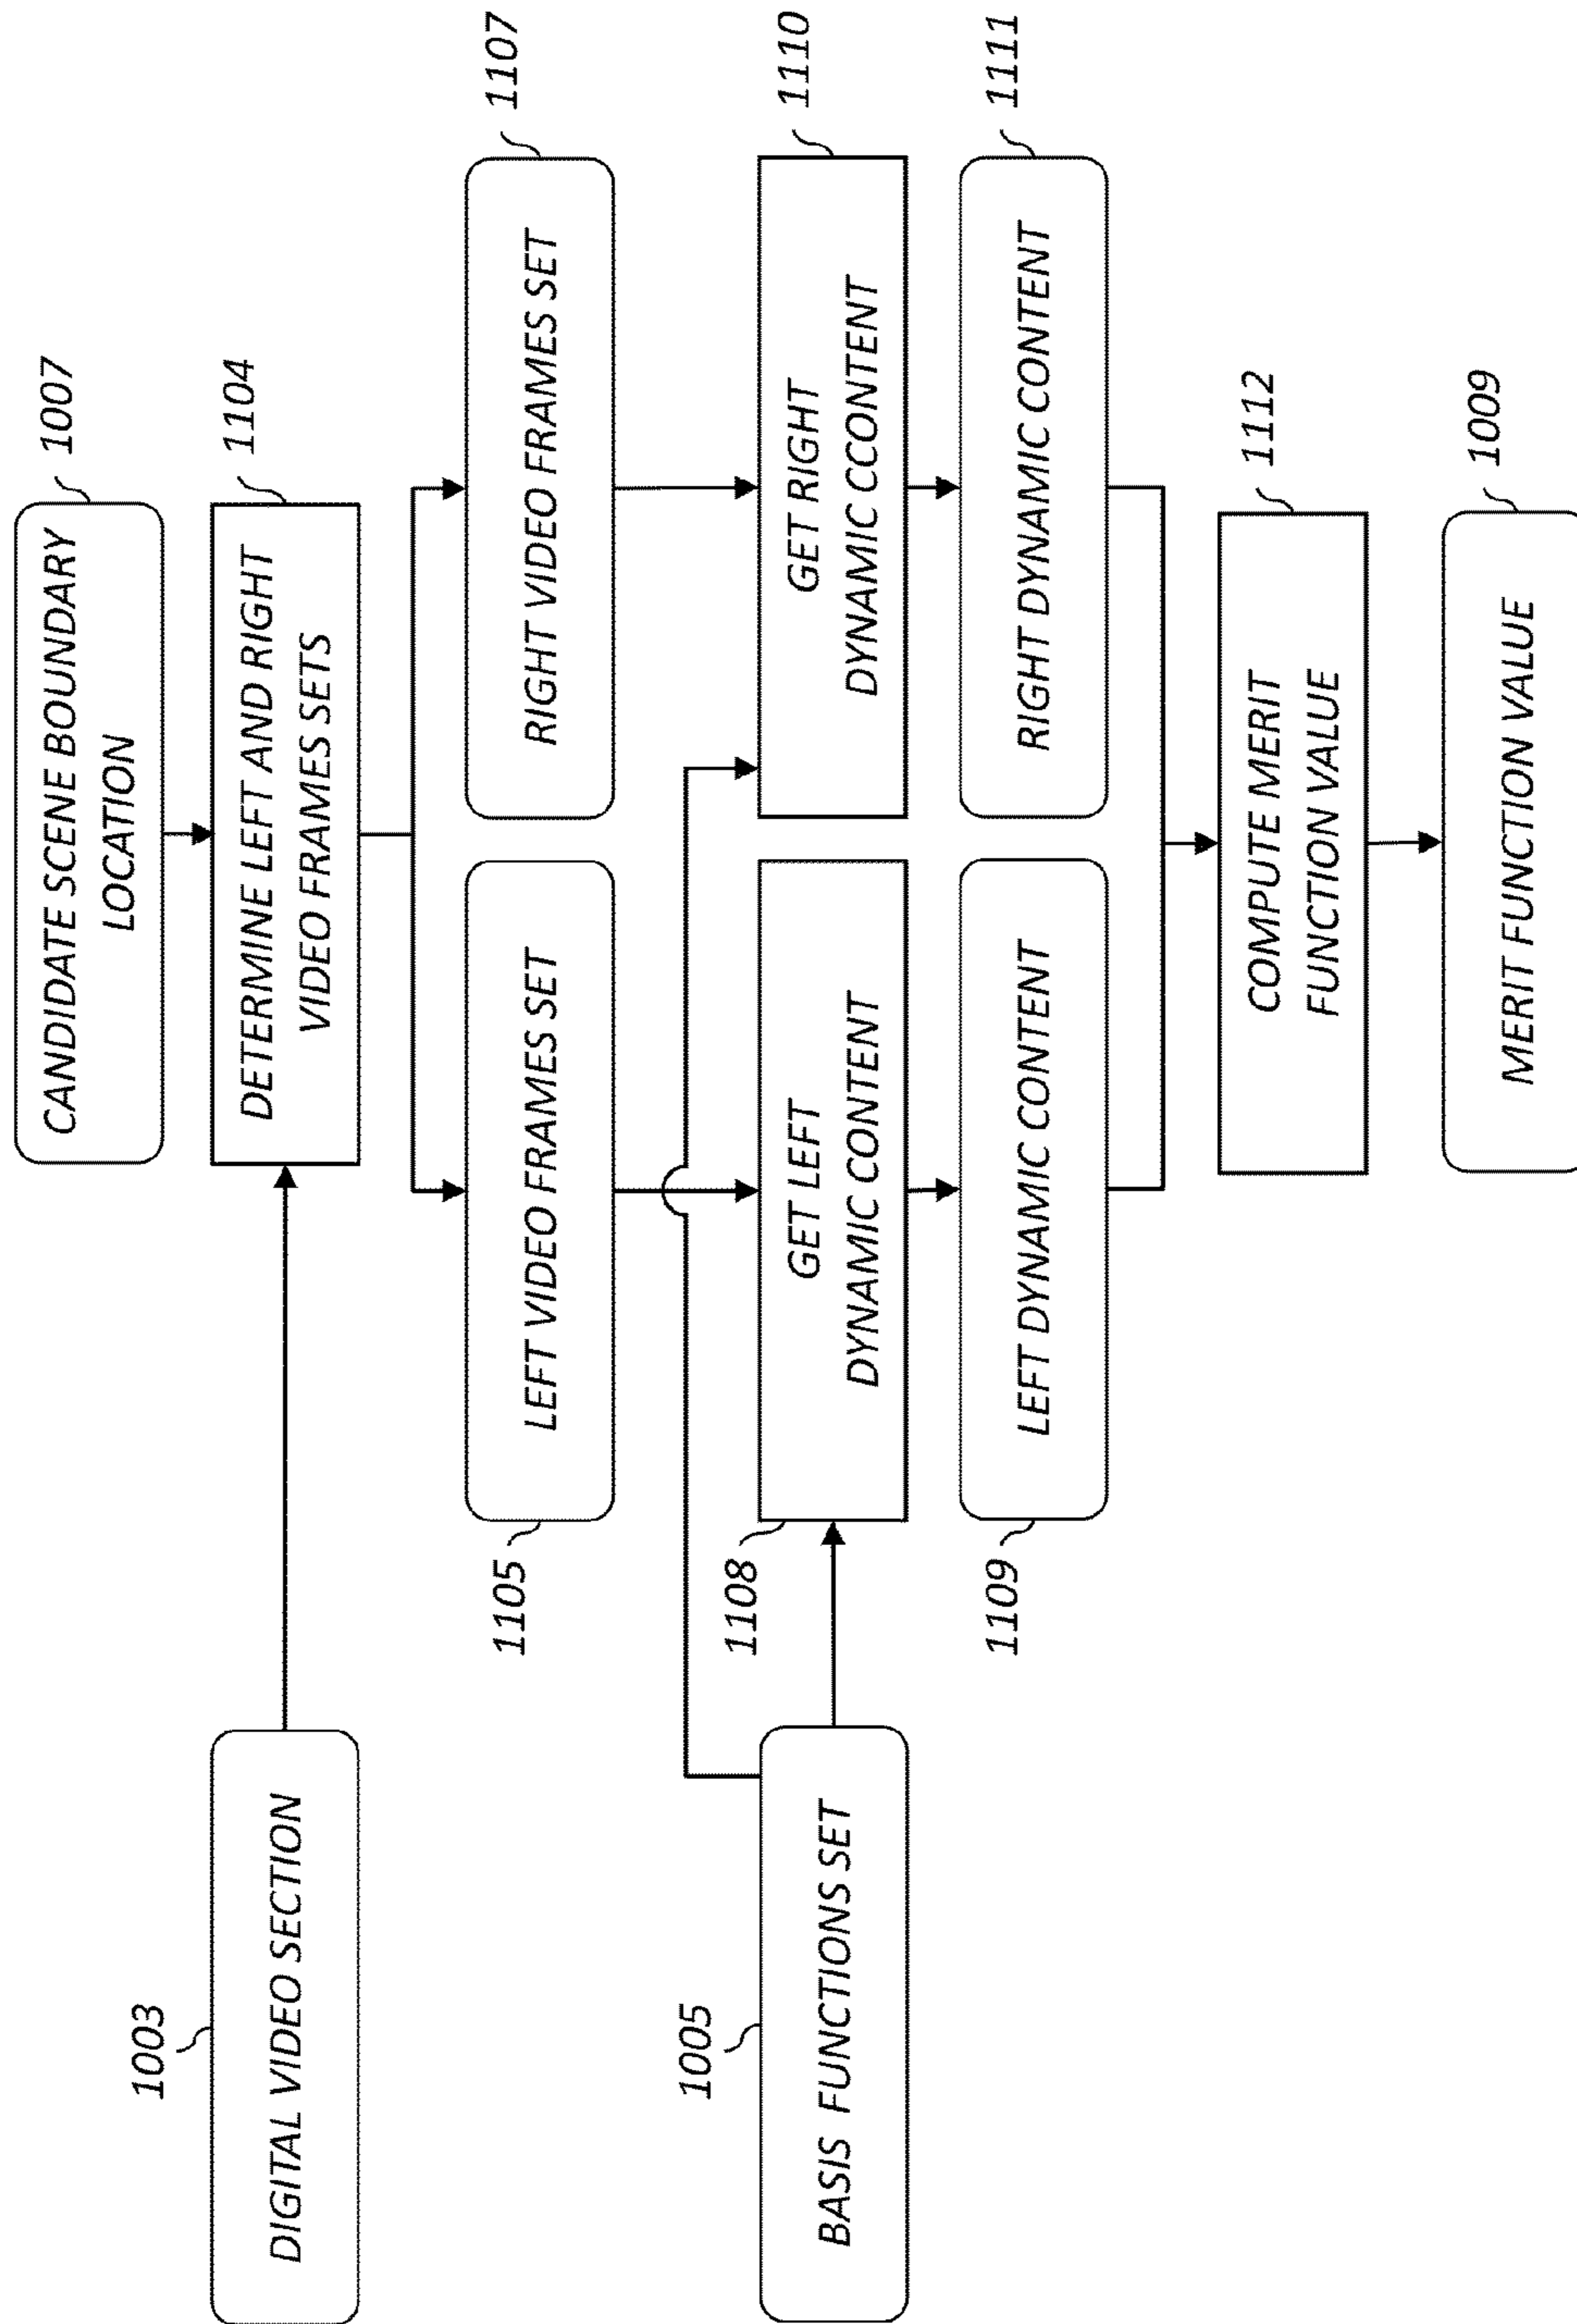 CANDIDATE SCENE BOUNDARY
LOCATION
1007
DIGITAL VIDEO SECTION
1003
DETERMINE LEFT AND RIGHT
VIDEO FRAMES SETS
1104
LEFT VIDEO FRAMES SET
1105
RIGHT VIDEO FRAMES SET
1107
BASIS FUNCTIONS SET
1005
GET LEFT
DYNAMIC CONTENT
1108
GET RIGHT
DYNAMIC CCONTENT
1110
LEFT DYNAMIC CONTENT
1109
RIGHT DYNAMIC CONTENT
1111
COMPUTE MERIT
FUNCTION VALUE
1112
MERIT FUNCTION VALUE
1009